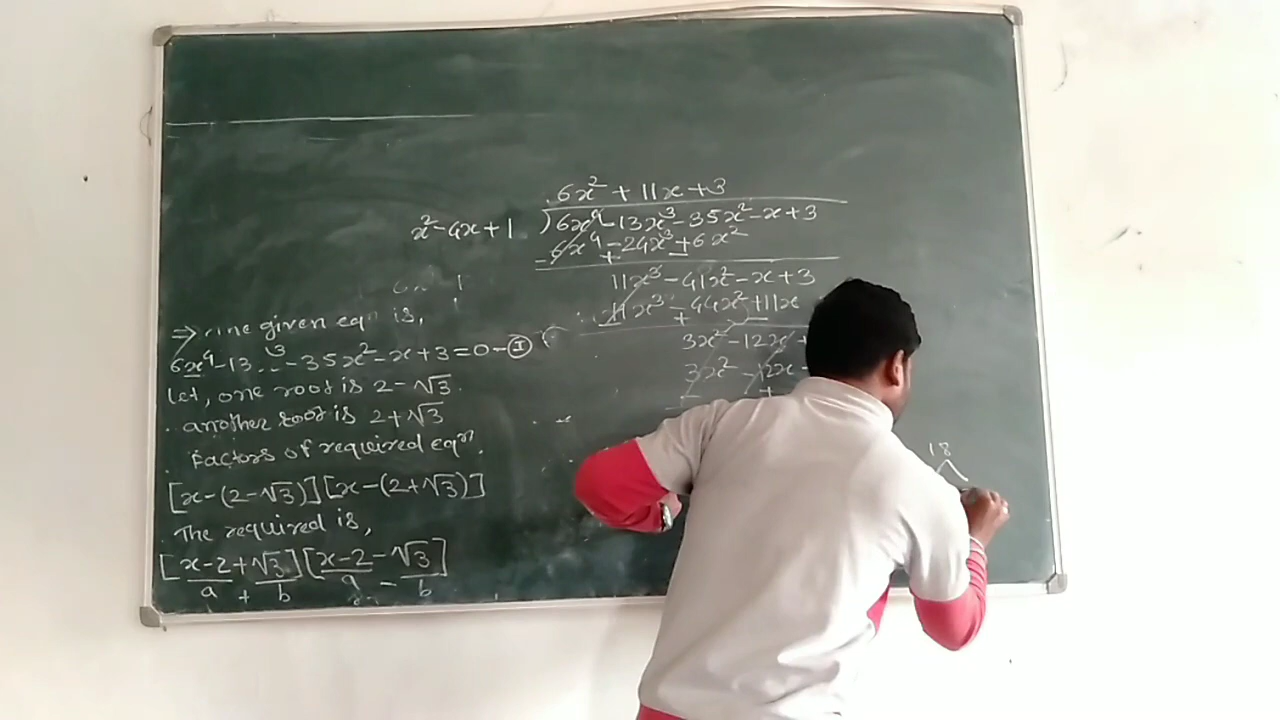 ⇒ given eqn is,
6x⁴-13..³-35x²-x+3=0-Ⓘ
Let, one root is 2-√3.
another root is 2+√3
Factors of required eqn.
[x-(2-√3)][x-(2+√3)]
The required is,
[x-2+√3][x-2-√3]
a + b a - b
6x²+11x+3
x²-4x+1 ) 6x⁴-13x³-35x²-x+3
6x⁴-24x³+6x²
- + -
11x³-41x²-x+3
11x³-44x²+11x
- + -
3x²-12x+
3x²-12x
- +
18